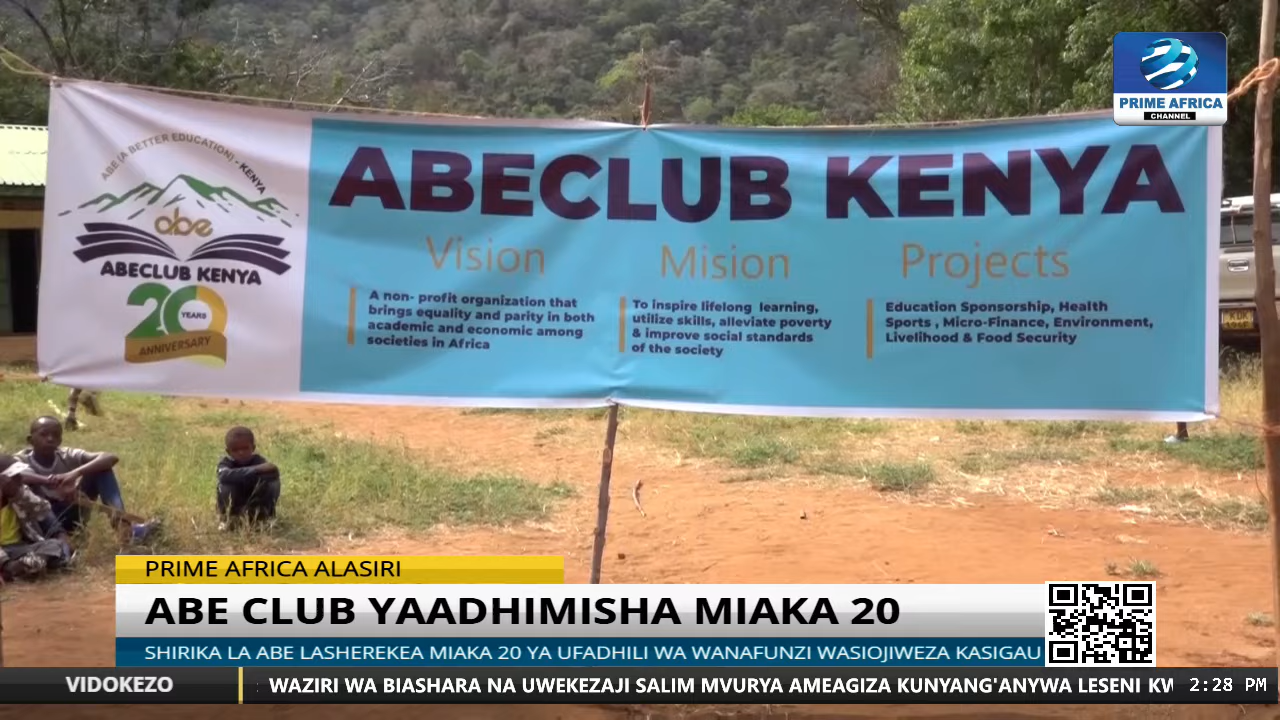 PRIME AFRICA
CHANNEL
ABE (A BETTER EDUCATION) - KENYA
abe
ABECLUB KENYA
20 YEARS
ANNIVERSARY
ABECLUB KENYA
Vision
A non- profit organization that
brings equality and parity in both
academic and economic among
societies in Africa
Mision
To inspire lifelong learning,
utilize skills, alleviate poverty
& improve social standards
of the society
Projects
Education Sponsorship, Health
Sports , Micro-Finance, Environment,
Livelihood & Food Security
PRIME AFRICA ALASIRI
ABE CLUB YAADHIMISHA MIAKA 20
SHIRIKA LA ABE LASHEREKEA MIAKA 20 YA UFADHILI WA WANAFUNZI WASIOJIWEZA KASIGAU
VIDOKEZO
WAZIRI WA BIASHARA NA UWEKEZAJI SALIM MVURYA AMEAGIZA KUNYANG'ANYWA LESENI
2:28 PM